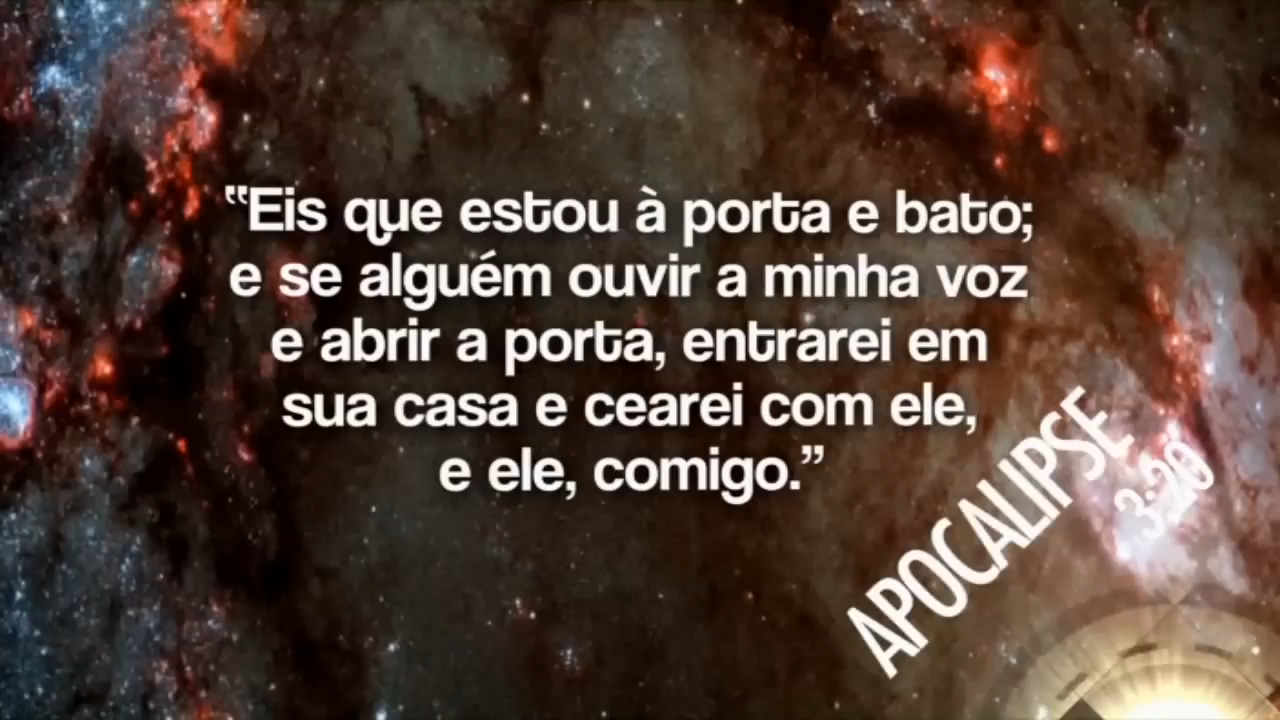 “Eis que estou à porta e bato;
e se alguém ouvir a minha voz
e abrir a porta, entrarei em
sua casa e cearei com ele,
e ele, comigo.”
APOCALIPSE
3:20